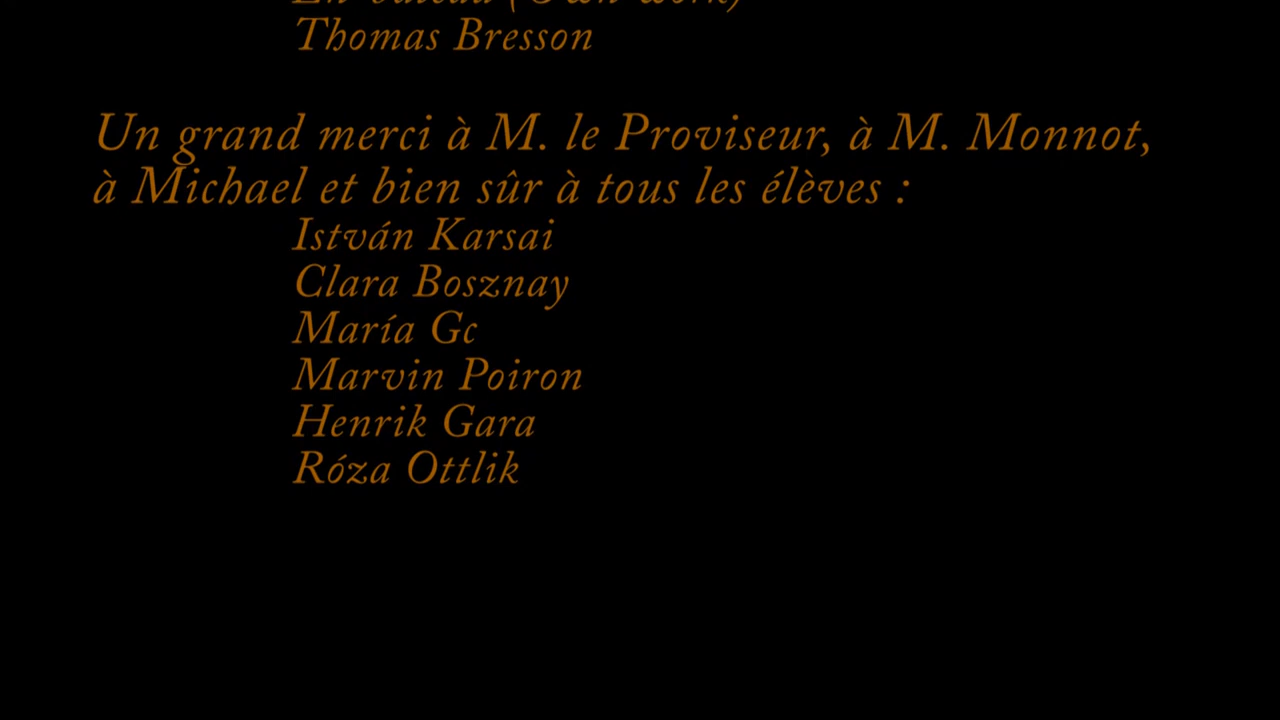 Thomas Bresson
Un grand merci à M. le Proviseur, à M. Monnot,
à Michael et bien sûr à tous les élèves :
István Karsai
Clara Bosznay
María Gc
Marvin Poiron
Henrik Gara
Róza Ottlik